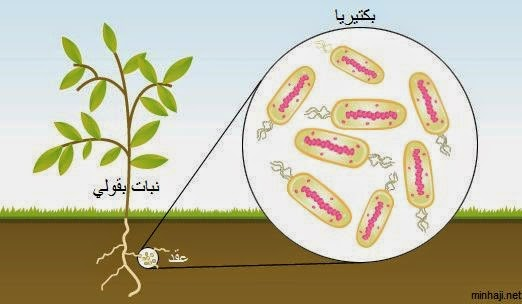 بكتيريا
نبات بقولي
عقد
minhaji.net